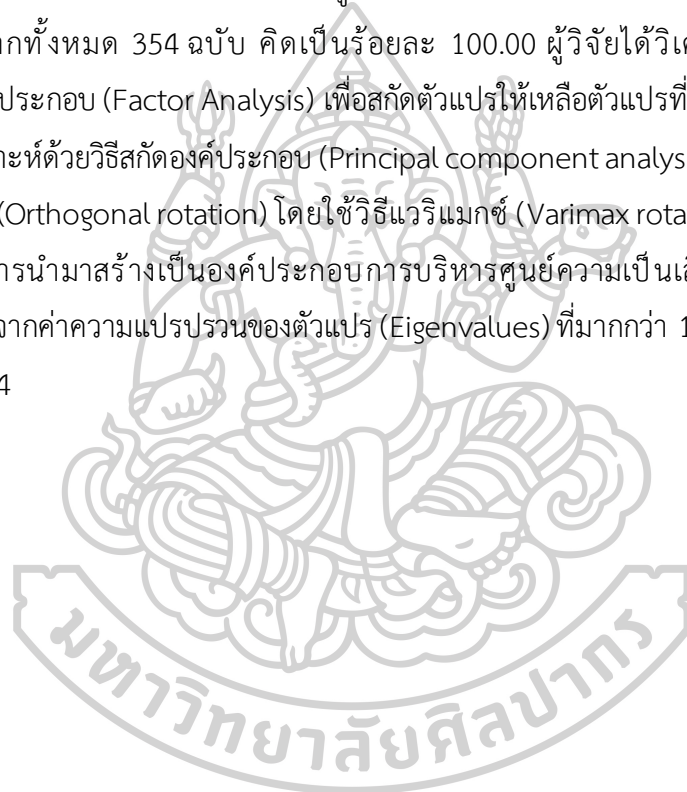 ากทั้งหมด 354 ฉบับ คิดเป็นร้อยละ 100.00 ผู้วิจัยได้วิเค
ประกอบ (Factor Analysis) เพื่อสกัดตัวแปรให้เหลือตัวแปรที่
าะห์ด้วยวิธีสกัดองค์ประกอบ (Principal component analys
(Orthogonal rotation) โดยใช้วิธีแวริแมกซ์ (Varimax rota
ารนำมาสร้างเป็นองค์ประกอบการบริหารศูนย์ความเป็นเลิ
จากค่าความแปรปรวนของตัวแปร (Eigenvalues) ที่มากกว่า 1
4
มหาวิทยาลัยศิลปากร